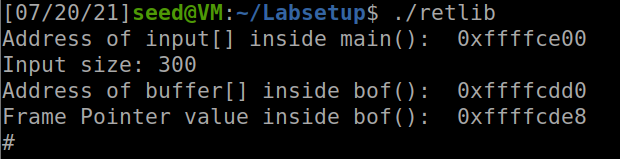 [07/20/21]seed@VM:~/Labsetup$ ./retlib
Address of input[] inside main():  0xffffce00
Input size: 300
Address of buffer[] inside bof():  0xffffcdd0
Frame Pointer value inside bof():  0xffffcde8
#